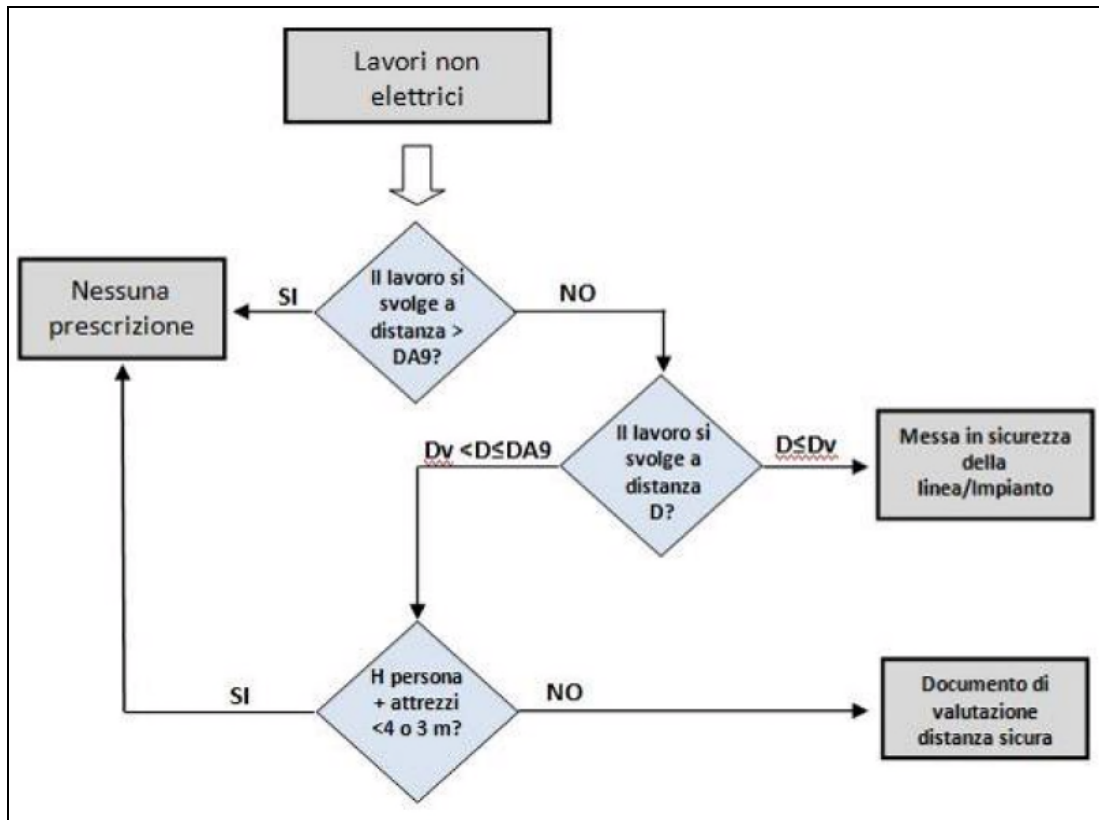 Lavori non
elettrici
Il lavoro si
svolge a
distanza >
DA9?
SI
NO
Nessuna
prescrizione
Il lavoro si
svolge a
distanza
D?
Dv <D≤DA9
D≤Dv
Messa in sicurezza
della
linea/Impianto
H persona
+ attrezzi
<4 o 3 m?
SI
NO
Documento di
valutazione
distanza sicura